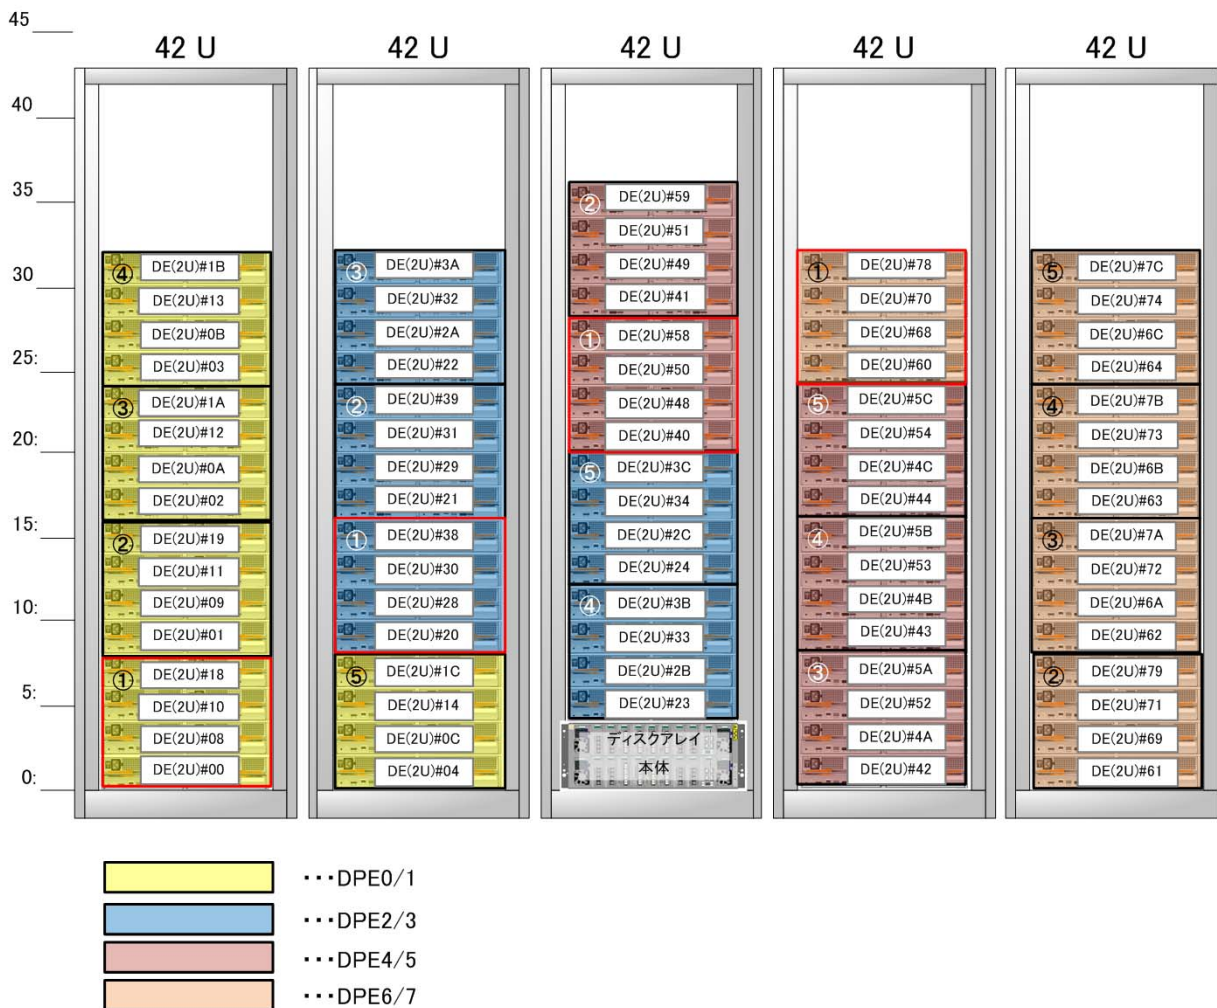 45
42 U
42 U
42 U
42 U
42 U
40
35
30
25:
20:
15:
10:
5:
0:
④
DE(2U)#1B
DE(2U)#13
DE(2U)#0B
DE(2U)#03
③
DE(2U)#1A
DE(2U)#12
DE(2U)#0A
DE(2U)#02
②
DE(2U)#19
DE(2U)#11
DE(2U)#09
DE(2U)#01
①
DE(2U)#18
DE(2U)#10
DE(2U)#08
DE(2U)#00
③
DE(2U)#3A
DE(2U)#32
DE(2U)#2A
DE(2U)#22
②
DE(2U)#39
DE(2U)#31
DE(2U)#29
DE(2U)#21
①
DE(2U)#38
DE(2U)#30
DE(2U)#28
DE(2U)#20
⑤
DE(2U)#1C
DE(2U)#14
DE(2U)#0C
DE(2U)#04
②
DE(2U)#59
DE(2U)#51
DE(2U)#49
DE(2U)#41
①
DE(2U)#58
DE(2U)#50
DE(2U)#48
DE(2U)#40
⑤
DE(2U)#3C
DE(2U)#34
DE(2U)#2C
DE(2U)#24
④
DE(2U)#3B
DE(2U)#33
DE(2U)#2B
DE(2U)#23
ディスクアレイ
本体
①
DE(2U)#78
DE(2U)#70
DE(2U)#68
DE(2U)#60
⑤
DE(2U)#5C
DE(2U)#54
DE(2U)#4C
DE(2U)#44
④
DE(2U)#5B
DE(2U)#53
DE(2U)#4B
DE(2U)#43
③
DE(2U)#5A
DE(2U)#52
DE(2U)#4A
DE(2U)#42
⑤
DE(2U)#7C
DE(2U)#74
DE(2U)#6C
DE(2U)#64
④
DE(2U)#7B
DE(2U)#73
DE(2U)#6B
DE(2U)#63
③
DE(2U)#7A
DE(2U)#72
DE(2U)#6A
DE(2U)#62
②
DE(2U)#79
DE(2U)#71
DE(2U)#69
DE(2U)#61
･･･DPE0/1
･･･DPE2/3
･･･DPE4/5
･･･DPE6/7